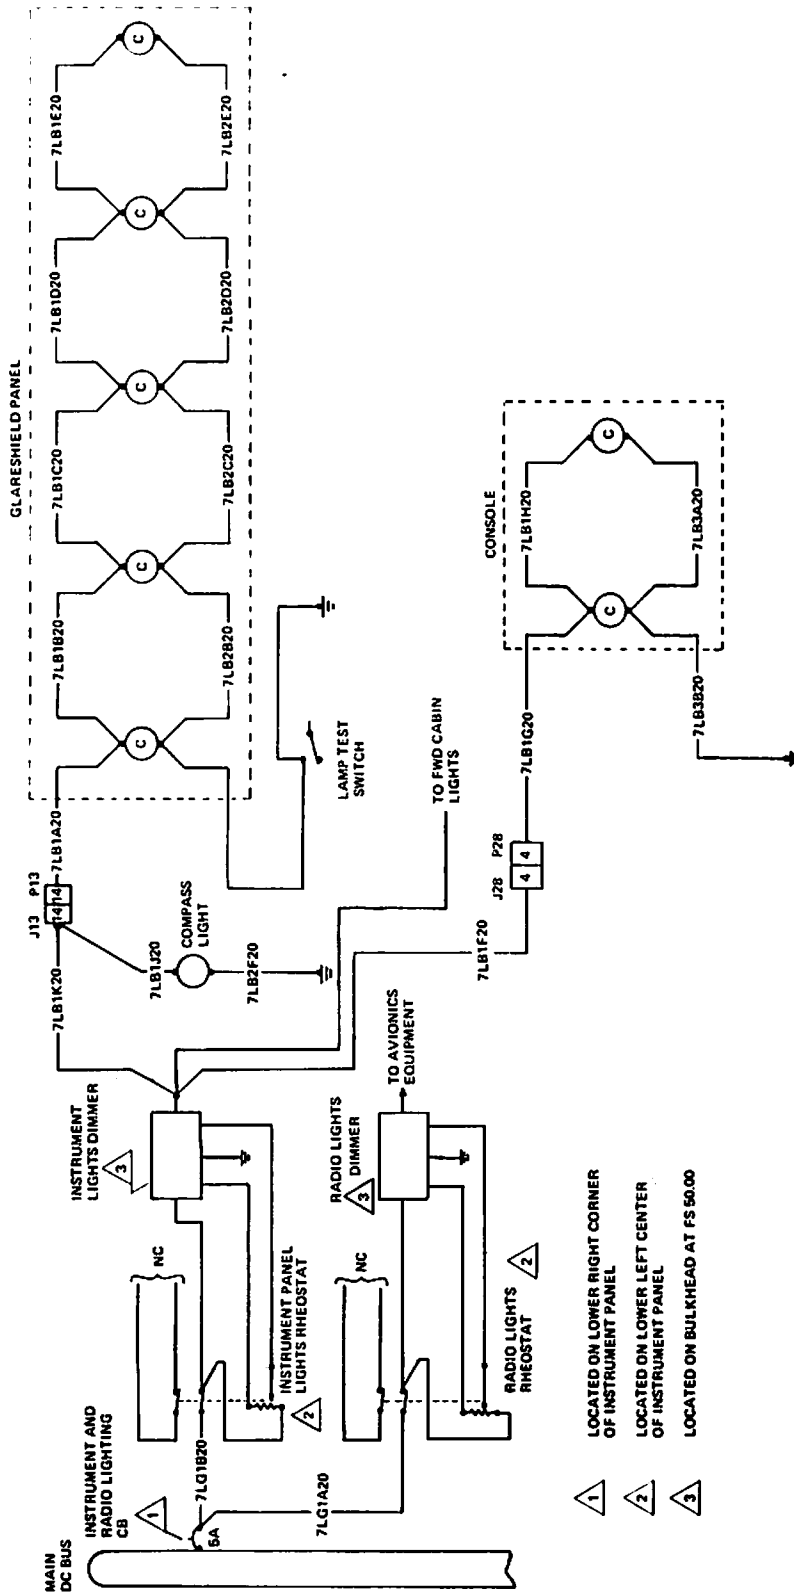 MAIN
DC BUS
INSTRUMENT AND
RADIO LIGHTING
CB
1
5A
7LG1B20
7LG1A20
NC
INSTRUMENT PANEL
LIGHTS RHEOSTAT
2
NC
RADIO LIGHTS
RHEOSTAT
2
INSTRUMENT
LIGHTS DIMMER
3
RADIO LIGHTS
DIMMER
3
TO AVIONICS
EQUIPMENT
7LB1K20
J13
P13
14
14
7LB1A20
7LB1J20
COMPASS
LIGHT
7LB2F20
TO FWD CABIN
LIGHTS
7LB1F20
LAMP TEST
SWITCH
GLARESHIELD PANEL
C
7LB1B20
7LB2B20
C
7LB1C20
7LB2C20
C
7LB1D20
7LB2D20
C
7LB1E20
7LB2E20
C
J28
P28
4
4
7LB1G20
CONSOLE
C
7LB1H20
7LB3A20
C
7LB3B20
1
LOCATED ON LOWER RIGHT CORNER
OF INSTRUMENT PANEL
2
LOCATED ON LOWER LEFT CENTER
OF INSTRUMENT PANEL
3
LOCATED ON BULKHEAD AT FS 50.00